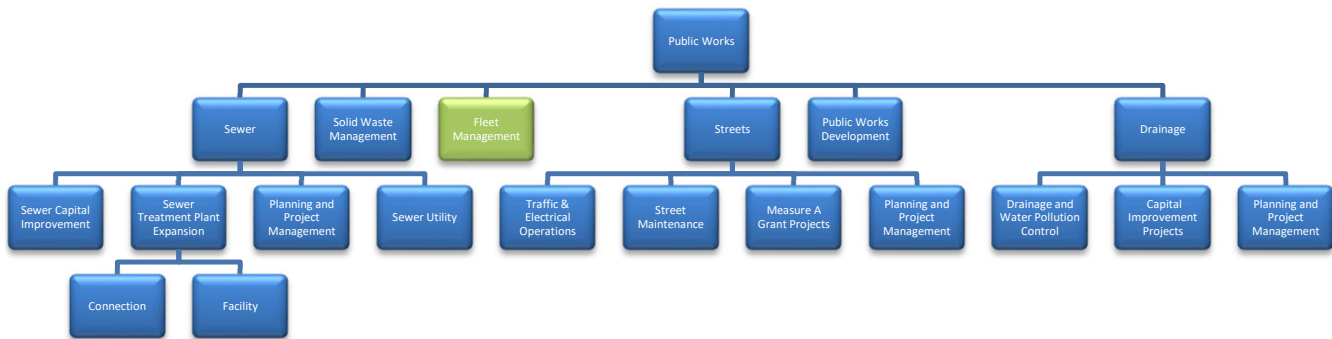 Public Works
Sewer
Solid Waste
Management
Fleet
Management
Streets
Public Works
Development
Drainage
Sewer Capital
Improvement
Sewer
Treatment Plant
Expansion
Planning and
Project
Management
Sewer Utility
Traffic &
Electrical
Operations
Street
Maintenance
Measure A
Grant Projects
Planning and
Project
Management
Drainage and
Water Pollution
Control
Capital
Improvement
Projects
Planning and
Project
Management
Connection
Facility